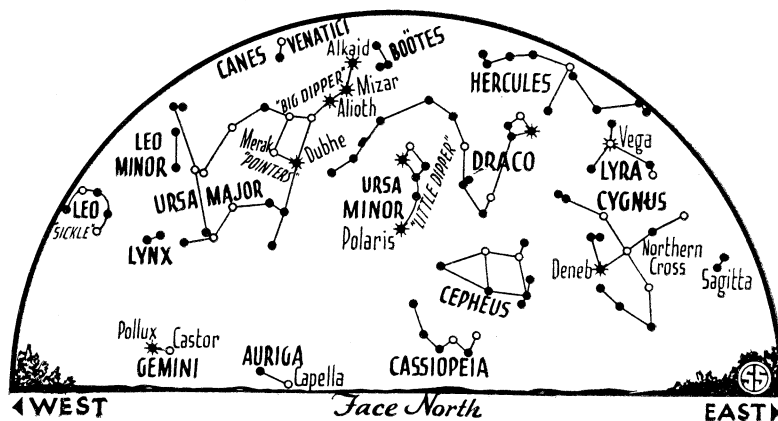 CANES VENATICI
Alkaid
BOÖTES
HERCULES
"BIG DIPPER"
Mizar
Alioth
LEO
MINOR
Merak
"POINTERS"
Dubhe
DRACO
Vega
LYRA
URSA MAJOR
URSA
MINOR
"LITTLE DIPPER"
Polaris
CYGNUS
LEO
"SICKLE"
LYNX
Northern
Cross
Deneb
Sagitta
CEPHEUS
Pollux
Castor
GEMINI
AURIGA
Capella
CASSIOPEIA
WEST
Face North
EAST